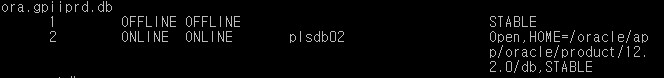 ora.gpiiprd.db
1 OFFLINE OFFLINE STABLE
2 ONLINE ONLINE plsdb02 Open,HOME=/oracle/ap
p/oracle/product/12.
2.0/db,STABLE